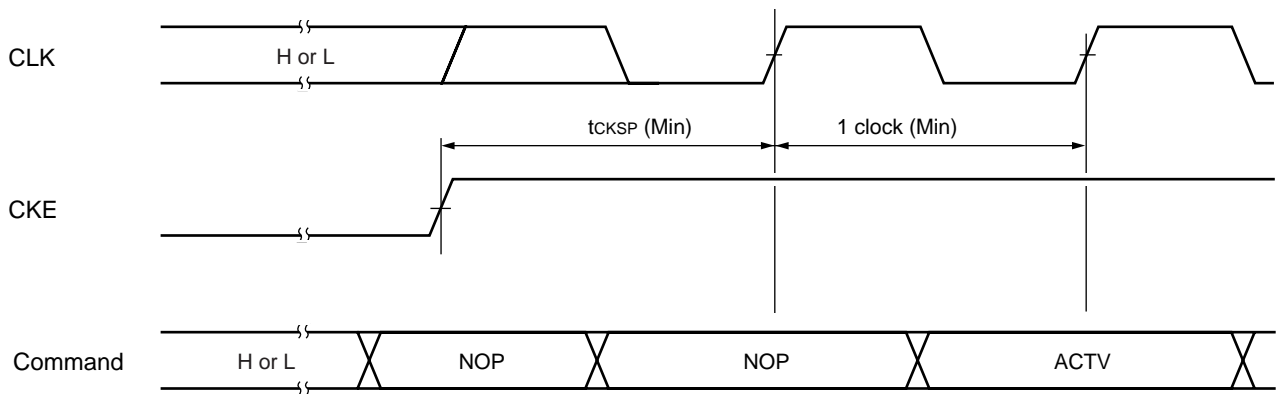 CLK
H or L
tCKSP (Min)
1 clock (Min)
CKE
Command
H or L
NOP
NOP
ACTV